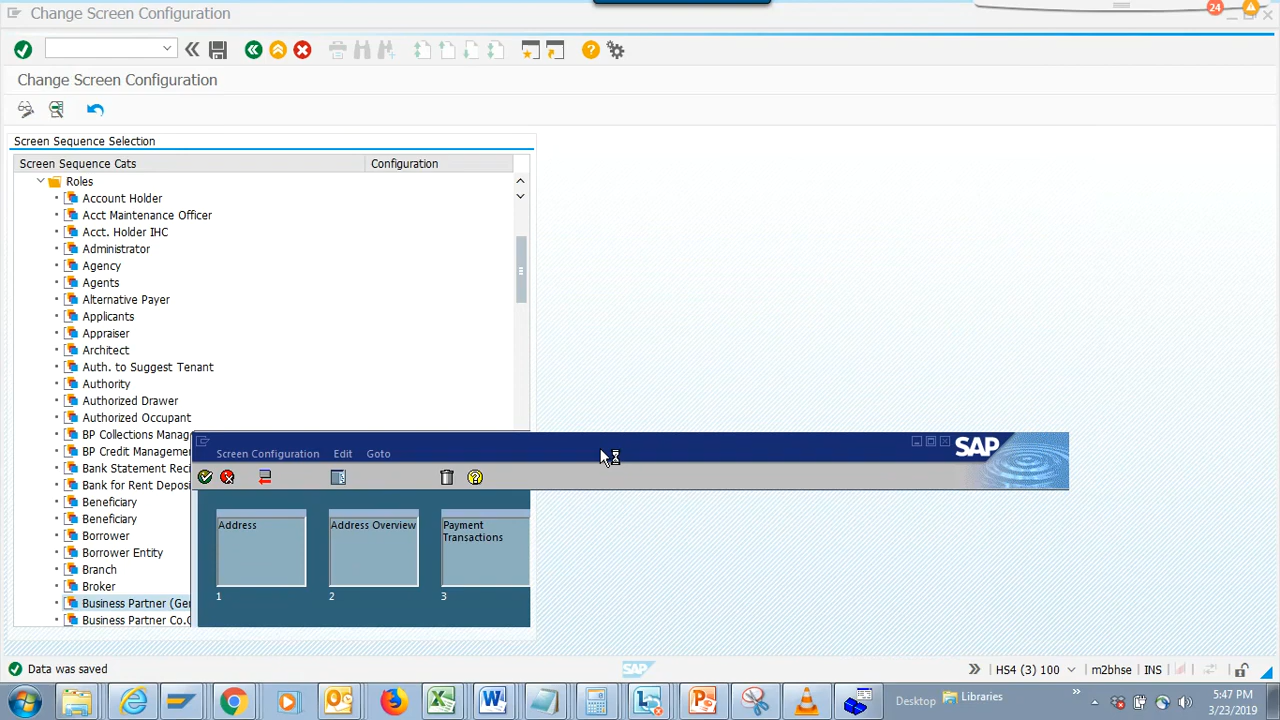 Change Screen Configuration
24
Change Screen Configuration
Screen Sequence Selection
Screen Sequence Cats
Configuration
Roles
Account Holder
Acct Maintenance Officer
Acct. Holder IHC
Administrator
Agency
Agents
Alternative Payer
Applicants
Appraiser
Architect
Auth. to Suggest Tenant
Authority
Authorized Drawer
Authorized Occupant
BP Collections Manag
BP Credit Managemen
Bank Statement Reci
Bank for Rent Deposi
Beneficiary
Beneficiary
Borrower
Borrower Entity
Branch
Broker
Business Partner (Ge
Business Partner Co.C
SAP
Screen Configuration Edit Goto
Address
1
Address Overview
2
Payment
Transactions
3
Data was saved
SAP
HS4 (3) 100
m2bhse
INS
Desktop
Libraries
5:47 PM
3/23/2019